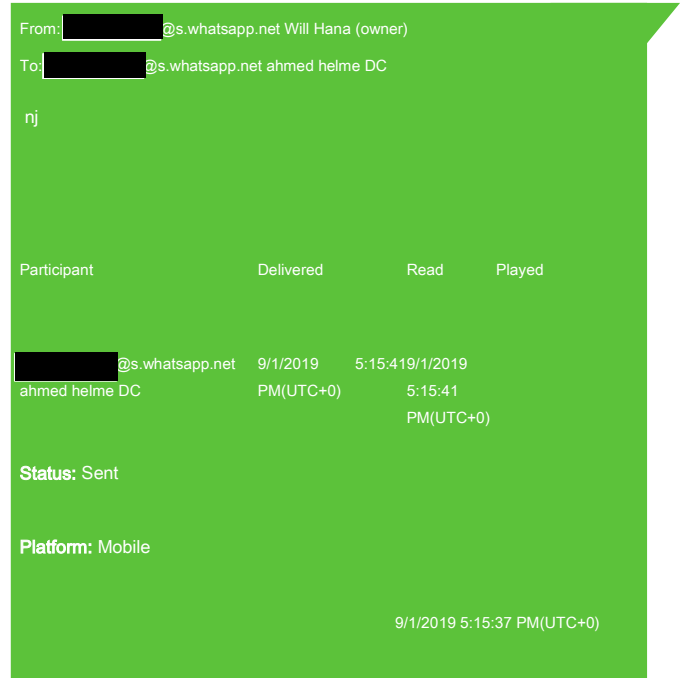 From: @s.whatsapp.net Will Hana (owner)
To: @s.whatsapp.net ahmed helme DC
nj
Participant Delivered Read Played
@s.whatsapp.net 9/1/2019 5:15:419/1/2019
ahmed helme DC PM(UTC+0) 5:15:41
PM(UTC+0)
Status: Sent
Platform: Mobile
9/1/2019 5:15:37 PM(UTC+0)